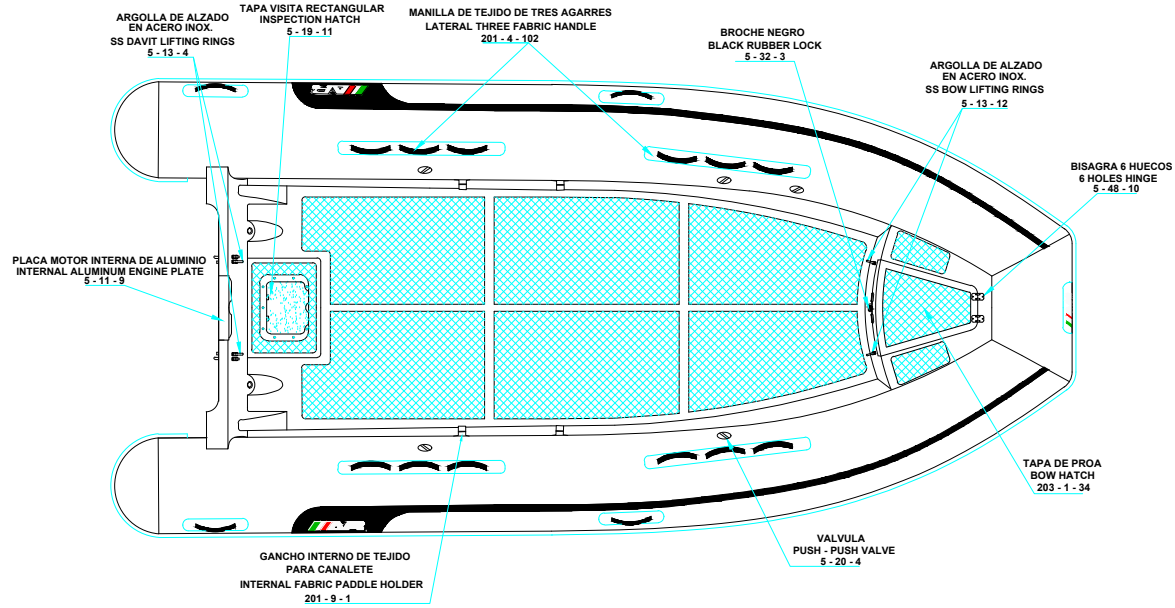 ARGOLLA DE ALZADO
EN ACERO INOX.
SS DAVIT LIFTING RINGS
5 - 13 - 4
TAPA VISITA RECTANGULAR
INSPECTION HATCH
5 - 19 - 11
MANILLA DE TEJIDO DE TRES AGARRES
LATERAL THREE FABRIC HANDLE
201 - 4 - 102
BROCHE NEGRO
BLACK RUBBER LOCK
5 - 32 - 3
ARGOLLA DE ALZADO
EN ACERO INOX.
SS BOW LIFTING RINGS
5 - 13 - 12
BISAGRA 6 HUECOS
6 HOLES HINGE
5 - 48 - 10
PLACA MOTOR INTERNA DE ALUMINIO
INTERNAL ALUMINUM ENGINE PLATE
5 - 11 - 9
TAPA DE PROA
BOW HATCH
203 - 1 - 34
VALVULA
PUSH - PUSH VALVE
5 - 20 - 4
GANCHO INTERNO DE TEJIDO
PARA CANALETE
INTERNAL FABRIC PADDLE HOLDER
201 - 9 - 1